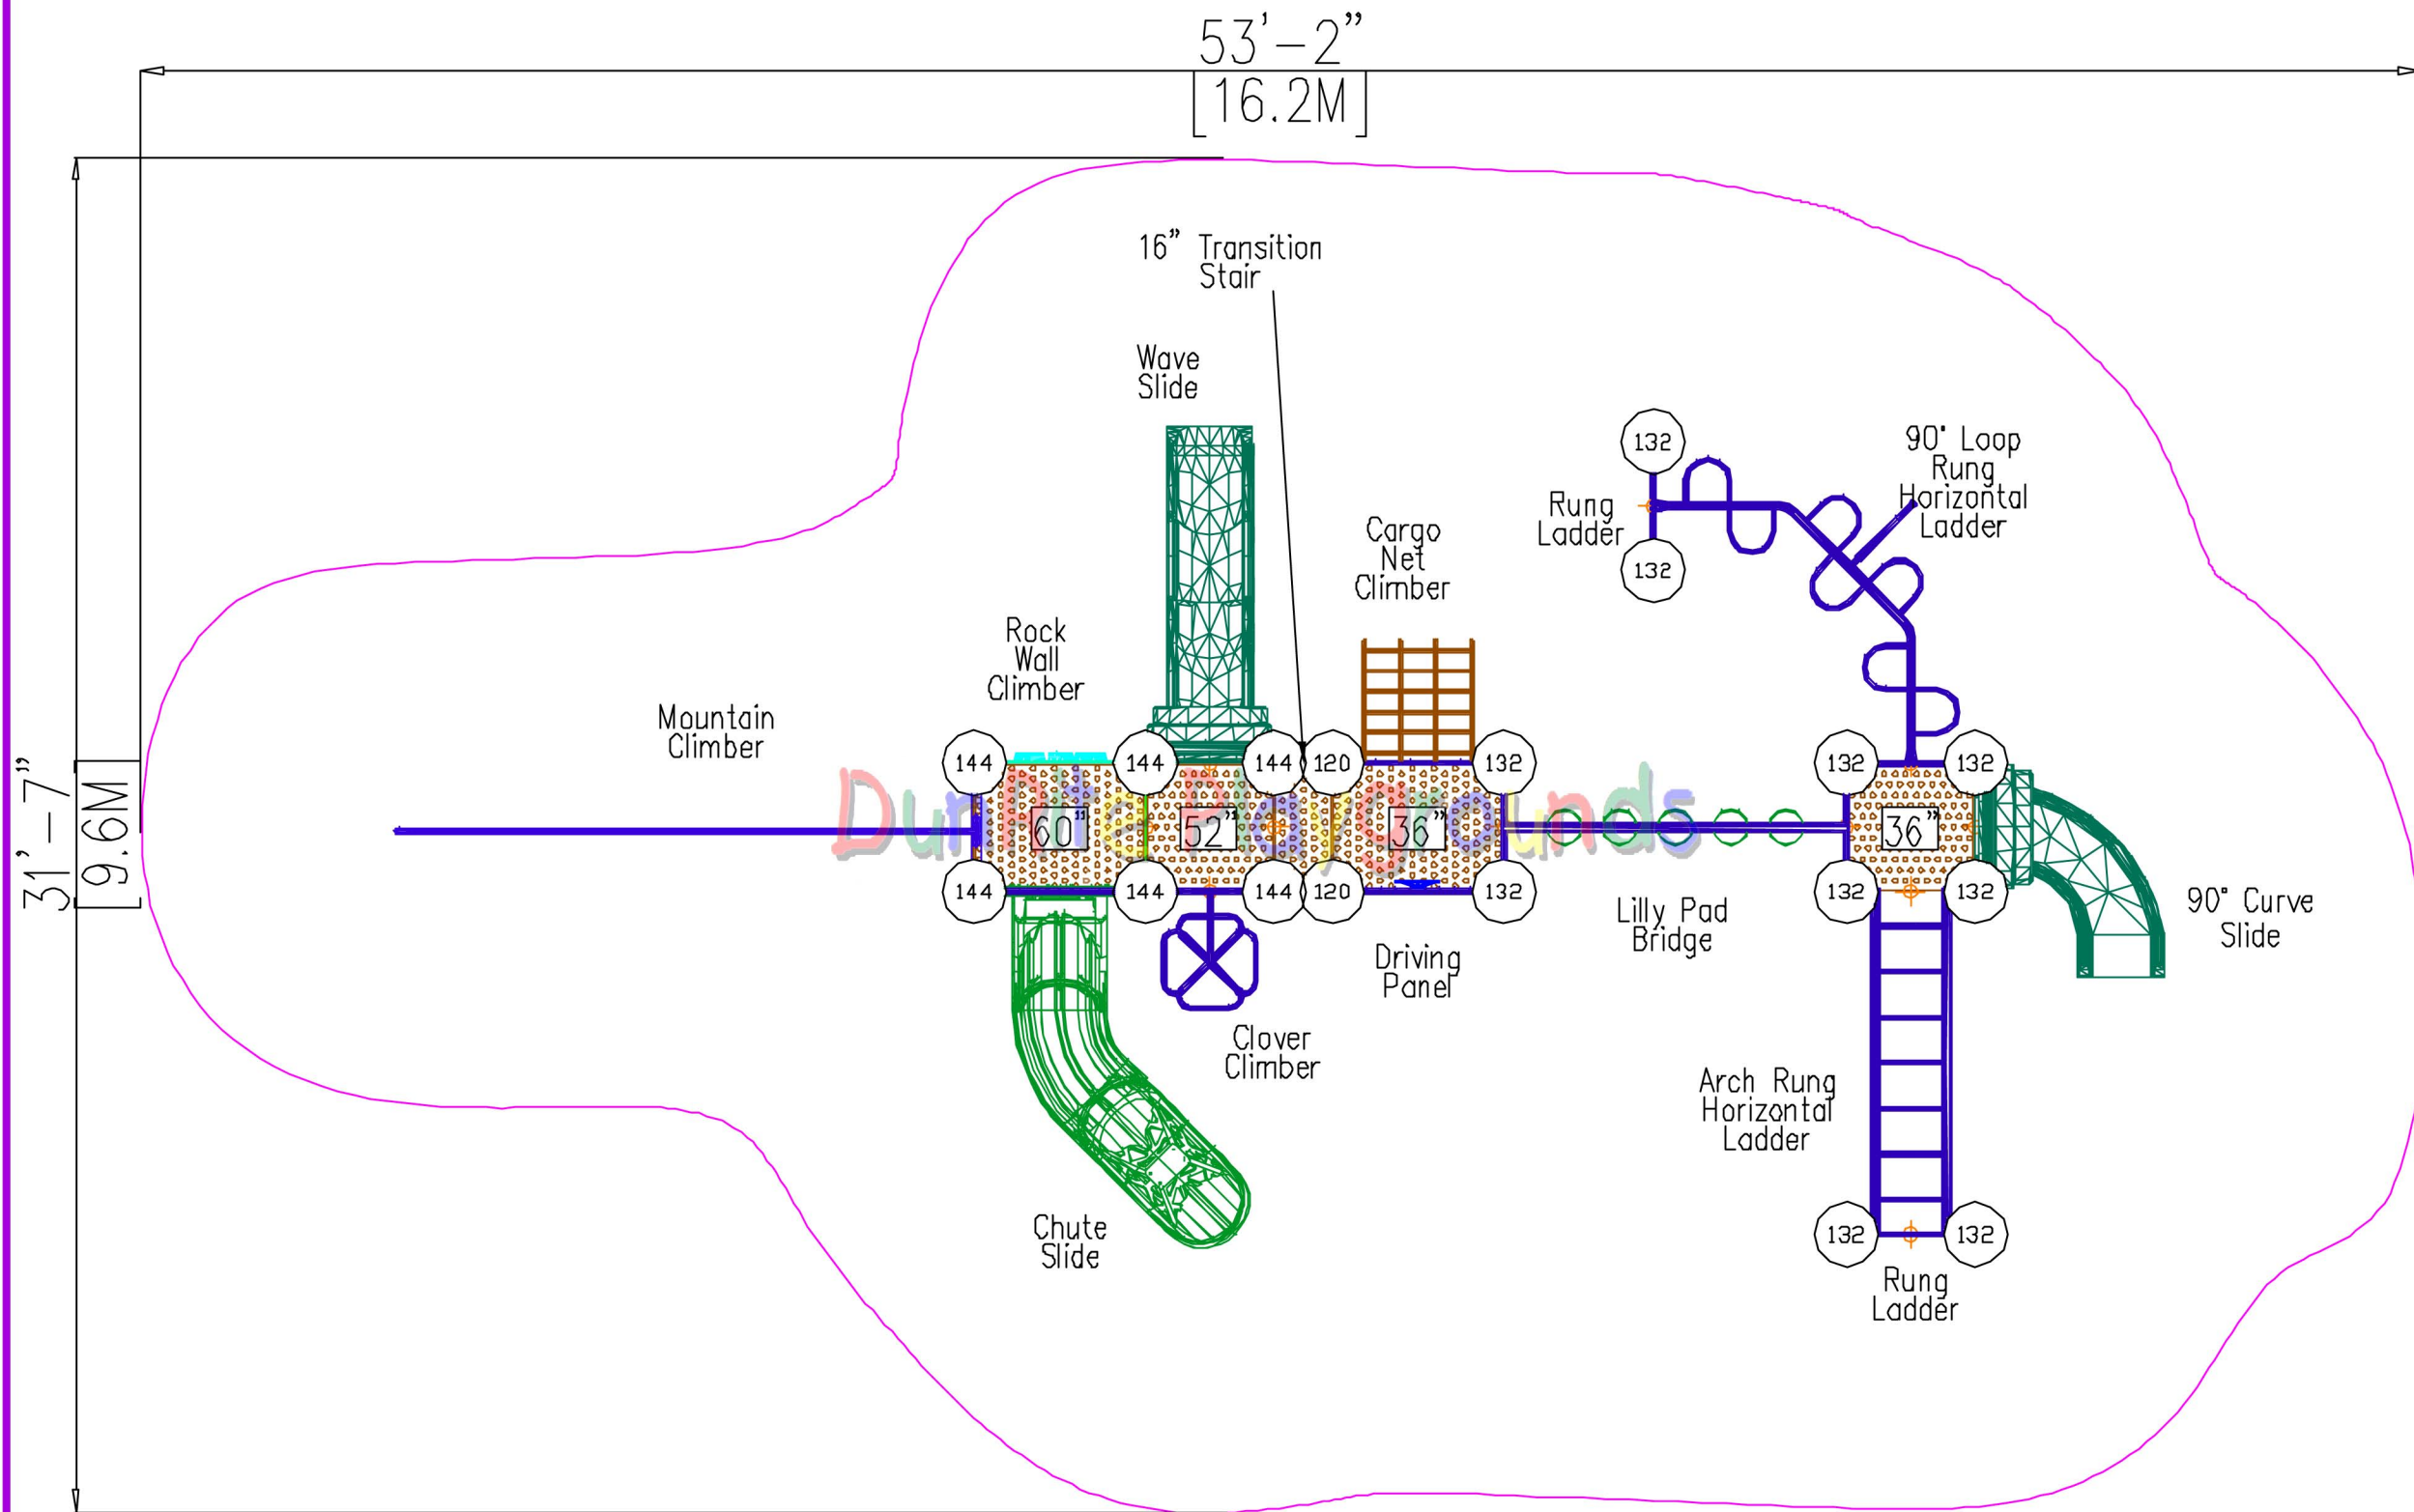 53'-2"
[16.2M]
31'-7"
[9.6M]
16" Transition
Stair
Wave
Slide
132
90° Loop
Rung
Horizontal
Ladder
Rung
Ladder
Cargo
Net
Climber
132
Rock
Wall
Climber
Mountain
Climber
144
144
144
120
132
132
132
DuraRite Playgrounds
60"
52"
36"
36"
144
144
144
120
132
132
132
Lilly Pad
Bridge
90° Curve
Slide
Driving
Panel
Clover
Climber
Arch Rung
Horizontal
Ladder
Chute
Slide
132
132
Rung
Ladder